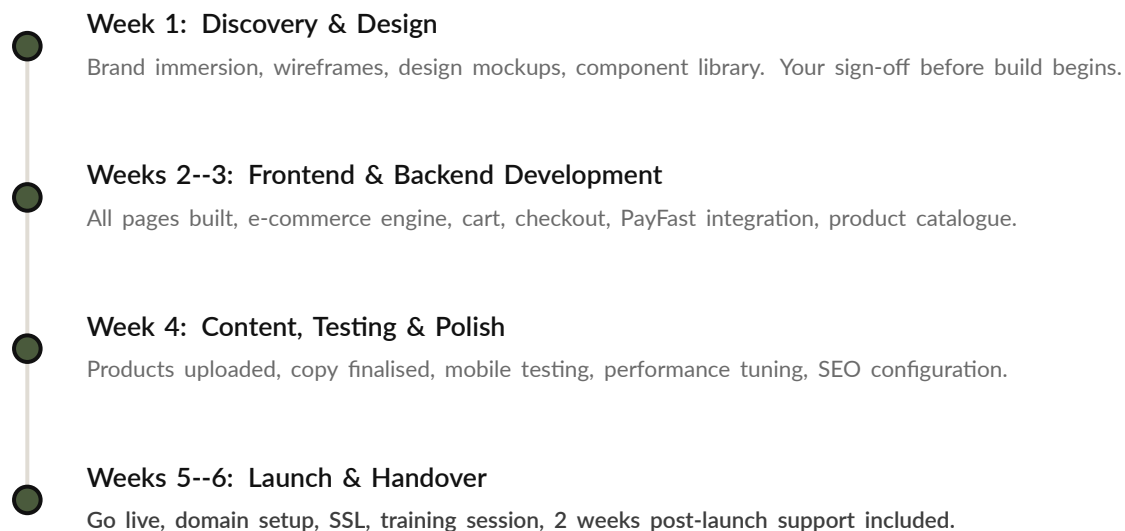 Week 1: Discovery & Design
Brand immersion, wireframes, design mockups, component library. Your sign-off before build begins.
Weeks 2--3: Frontend & Backend Development
All pages built, e-commerce engine, cart, checkout, PayFast integration, product catalogue.
Week 4: Content, Testing & Polish
Products uploaded, copy finalised, mobile testing, performance tuning, SEO configuration.
Weeks 5--6: Launch & Handover
Go live, domain setup, SSL, training session, 2 weeks post-launch support included.